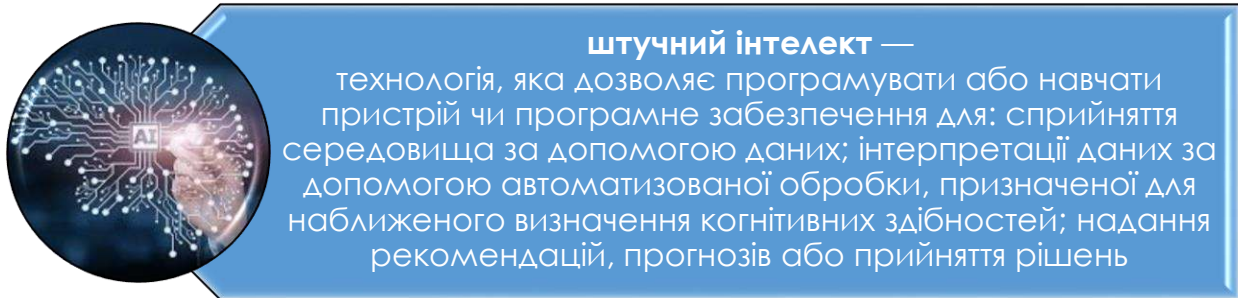 штучний інтелект —
технологія, яка дозволяє програмувати або навчати
пристрій чи програмне забезпечення для: сприйняття
середовища за допомогою даних; інтерпретації даних за
допомогою автоматизованої обробки, призначеної для
наближеного визначення когнітивних здібностей; надання
рекомендацій, прогнозів або прийняття рішень
AI